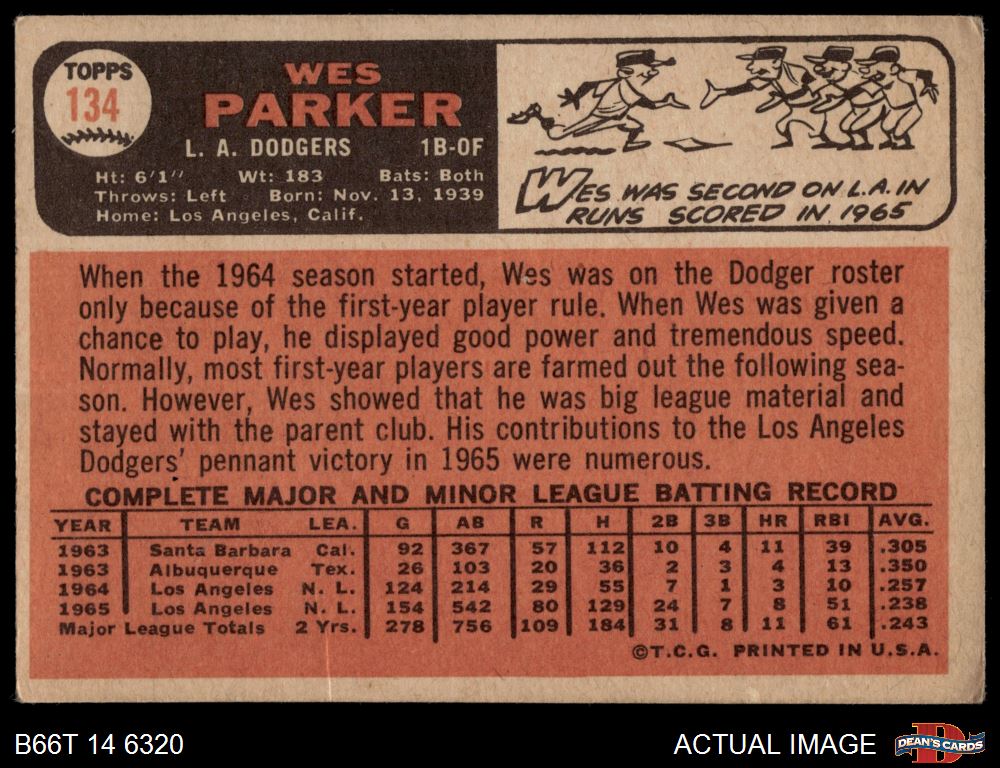 TOPPS
134
WES
PARKER
L. A. DODGERS 1B-OF
Ht: 6'1" Wt: 183 Bats: Both
Throws: Left Born: Nov. 13, 1939
Home: Los Angeles, Calif.
WES WAS SECOND ON L.A. IN
RUNS SCORED IN 1965
When the 1964 season started, Wes was on the Dodger roster
only because of the first-year player rule. When Wes was given a
chance to play, he displayed good power and tremendous speed.
Normally, most first-year players are farmed out the following sea-
son. However, Wes showed that he was big league material and
stayed with the parent club. His contributions to the Los Angeles
Dodgers' pennant victory in 1965 were numerous.
COMPLETE MAJOR AND MINOR LEAGUE BATTING RECORD
YEAR TEAM LEA. G AB R H 2B 3B HR RBI AVG.
1963 Santa Barbara Cal. 92 367 57 112 10 4 11 39 .305
1963 Albuquerque Tex. 26 103 20 36 2 3 4 13 .350
1964 Los Angeles N. L. 124 214 29 55 7 1 3 10 .257
1965 Los Angeles N. L. 154 542 80 129 24 7 8 51 .238
Major League Totals 2 Yrs. 278 756 109 184 31 8 11 61 .243
©T.C.G. PRINTED IN U.S.A.
B66T 14 6320
ACTUAL IMAGE
D
DEAN'S CARDS